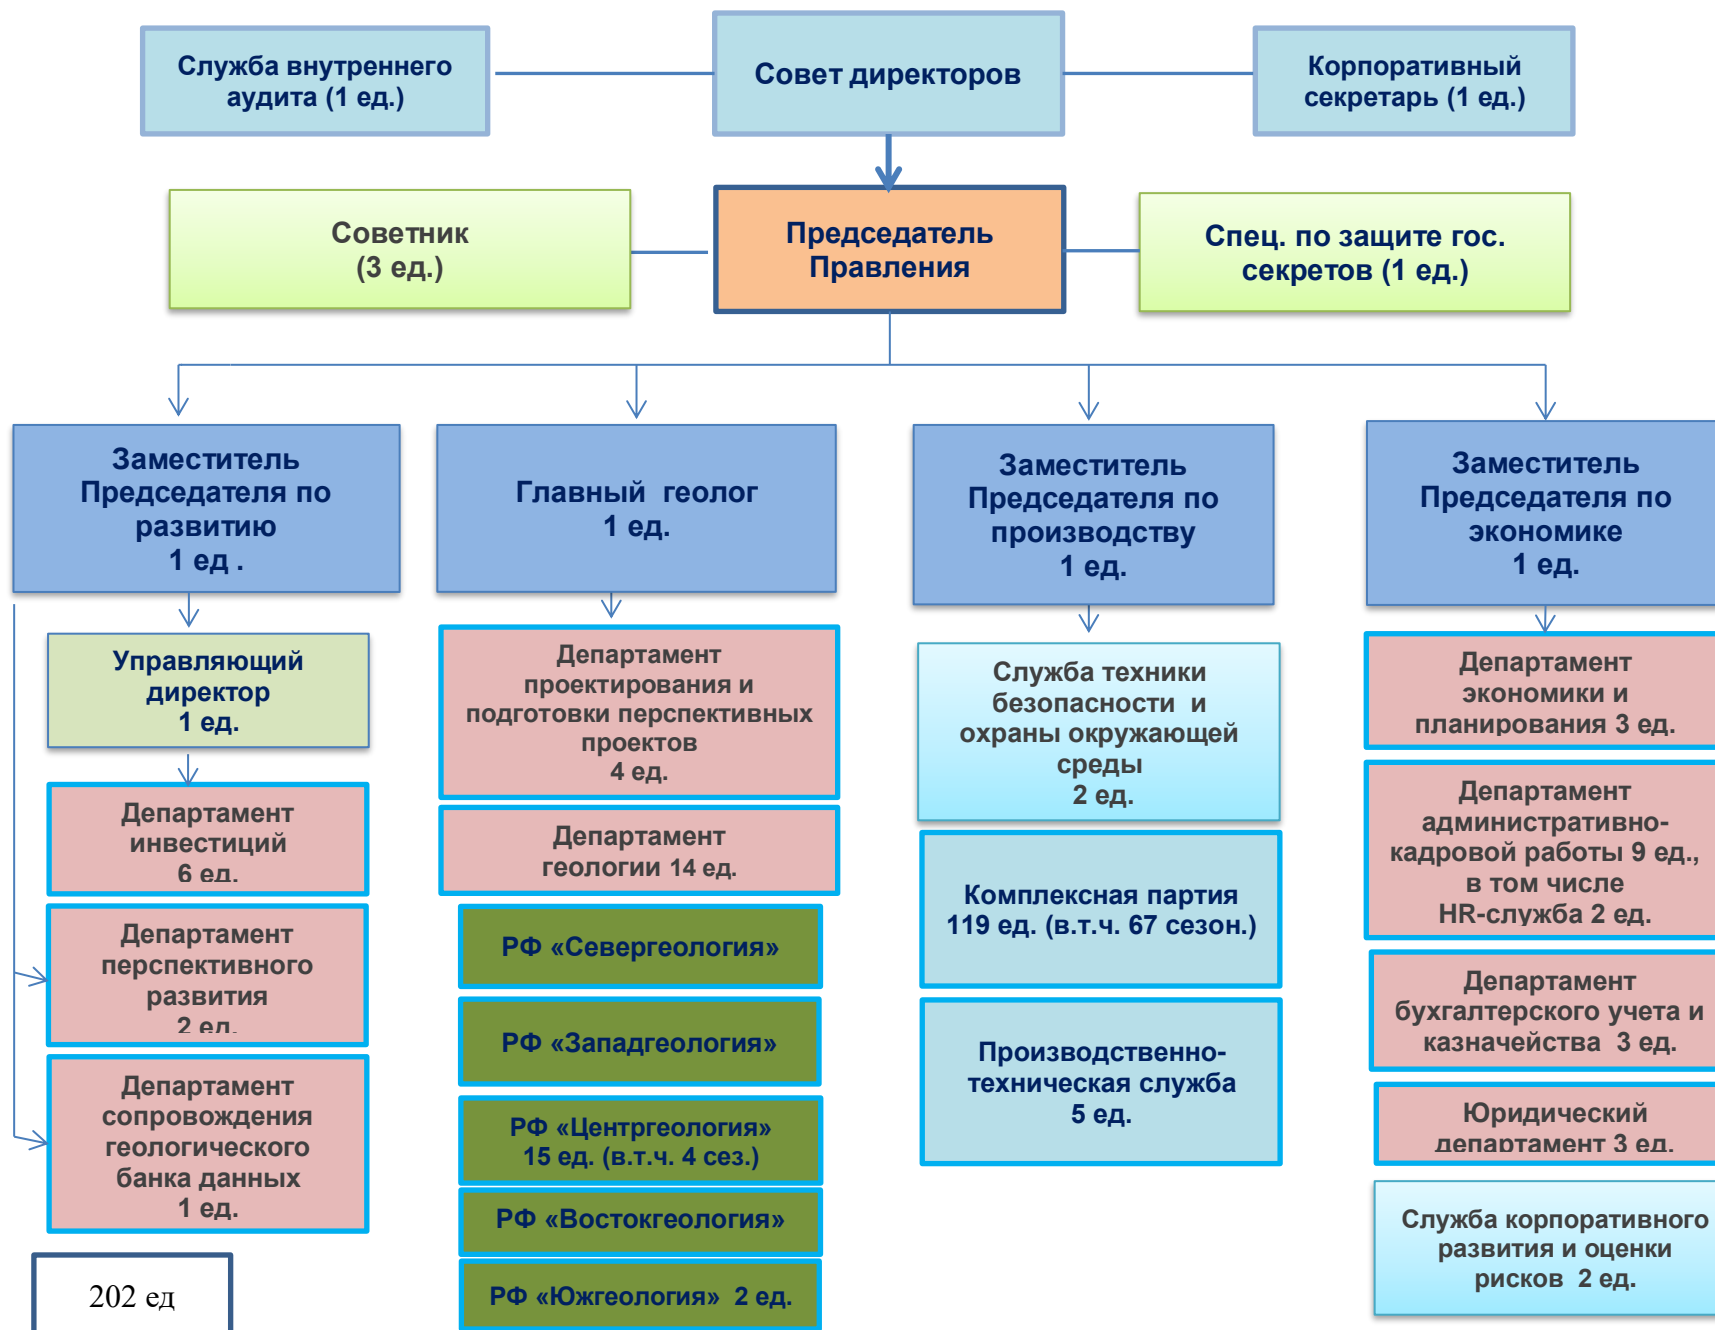 Служба внутреннего
аудита (1 ед.)
Совет директоров
Корпоративный
секретарь (1 ед.)
Советник
(3 ед.)
Председатель
Правления
Спец. по защите гос.
секретов (1 ед.)
Заместитель
Председателя по
развитию
1 ед .
Главный геолог
1 ед.
Заместитель
Председателя по
производству
1 ед.
Заместитель
Председателя по
экономике
1 ед.
Управляющий
директор
1 ед.
Департамент
инвестиций
6 ед.
Департамент
перспективного
развития
2 ед.
Департамент
сопровождения
геологического
банка данных
1 ед.
202 ед
Департамент
проектирования и
подготовки перспективных
проектов
4 ед.
Департамент
геологии 14 ед.
РФ «Севергеология»
РФ «Западгеология»
РФ «Центргеология»
15 ед. (в.т.ч. 4 сез.)
РФ «Востокгеология»
РФ «Южгеология» 2 ед.
Служба техники
безопасности и
охраны окружающей
среды
2 ед.
Комплексная партия
119 ед. (в.т.ч. 67 сезон.)
Производственно-
техническая служба
5 ед.
Департамент
экономики и
планирования 3 ед.
Департамент
административно-
кадровой работы 9 ед.,
в том числе
HR-служба 2 ед.
Департамент
бухгалтерского учета и
казначейства 3 ед.
Юридический
департамент 3 ед.
Служба корпоративного
развития и оценки
рисков 2 ед.